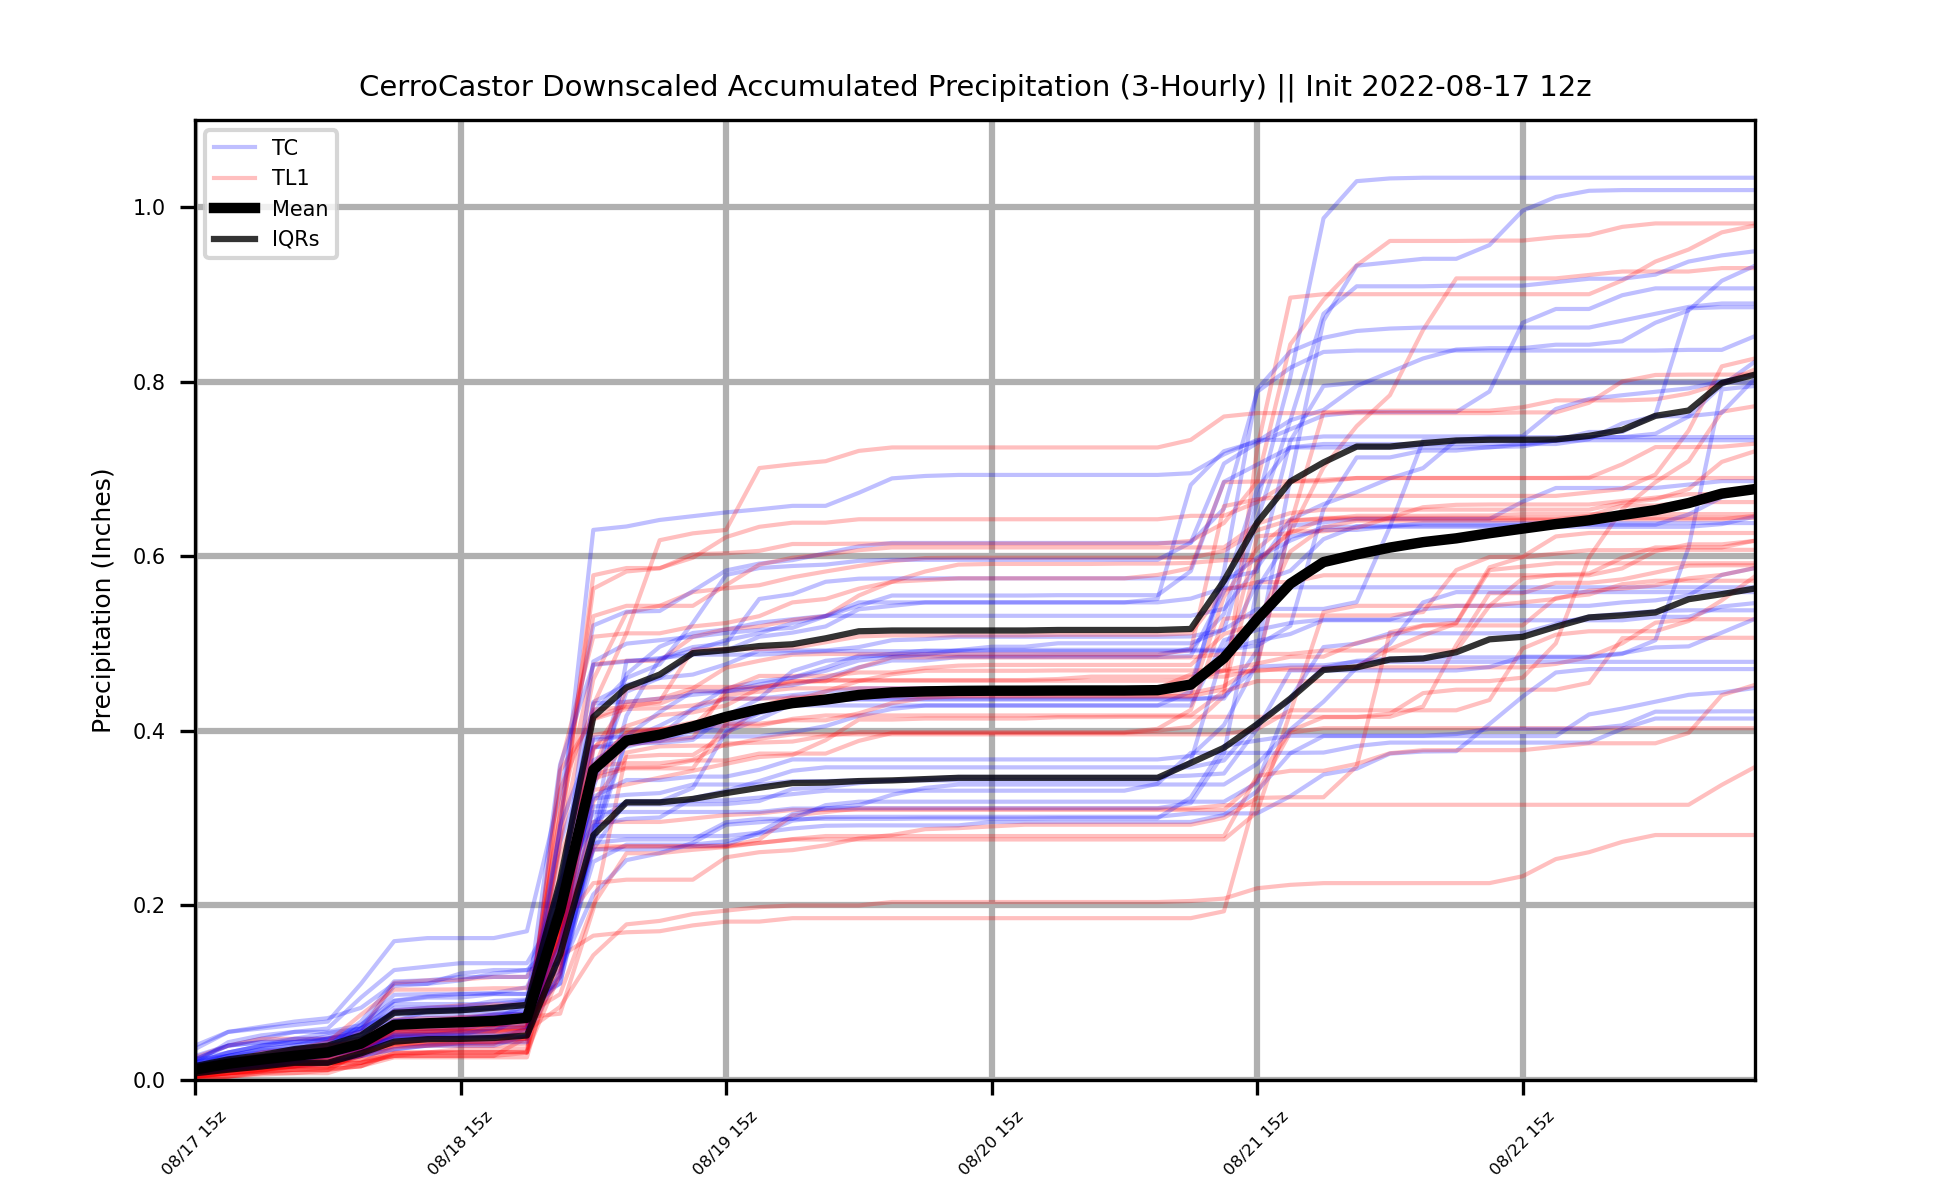 CerroCastor Downscaled Accumulated Precipitation (3-Hourly) || Init 2022-08-17 12z
TC
TL1
Mean
IQRs
Precipitation (Inches)
1.0
0.8
0.6
0.4
0.2
0.0
08/17 15z
08/18 15z
08/19 15z
08/20 15z
08/21 15z
08/22 15z